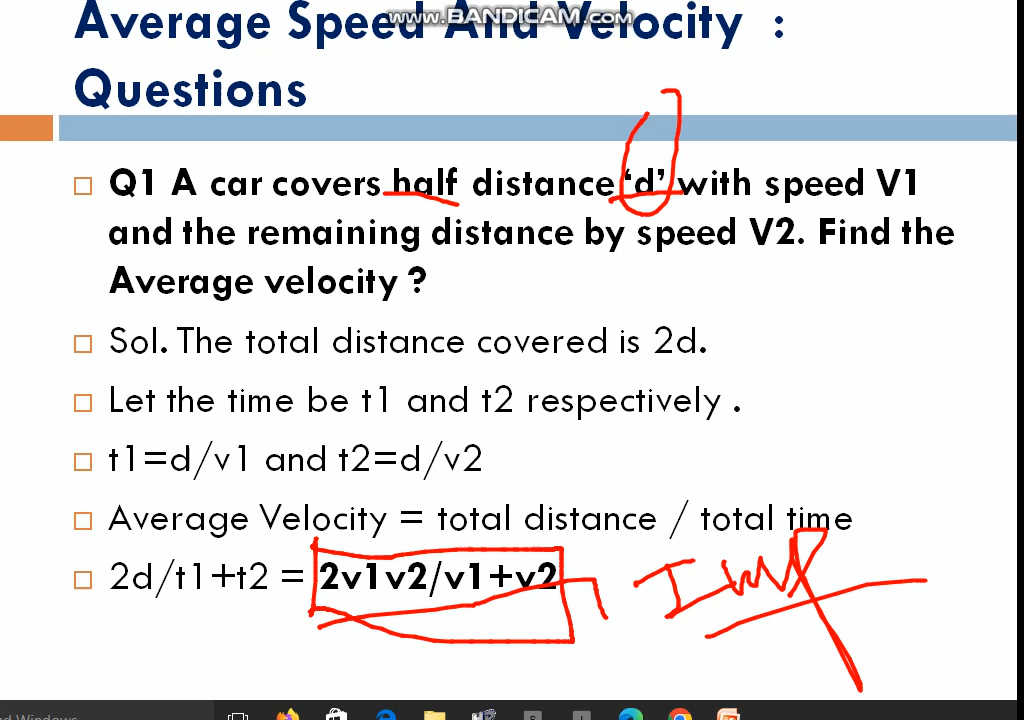 www.BANDICAM.com
Average Speed And Velocity :
Questions
Q1 A car covers half distance ‘d’ with speed V1
and the remaining distance by speed V2. Find the
Average velocity ?
Sol. The total distance covered is 2d.
Let the time be t1 and t2 respectively .
t1=d/v1 and t2=d/v2
Average Velocity = total distance / total time
2d/t1+t2 = 2v1v2/v1+v2 Imp